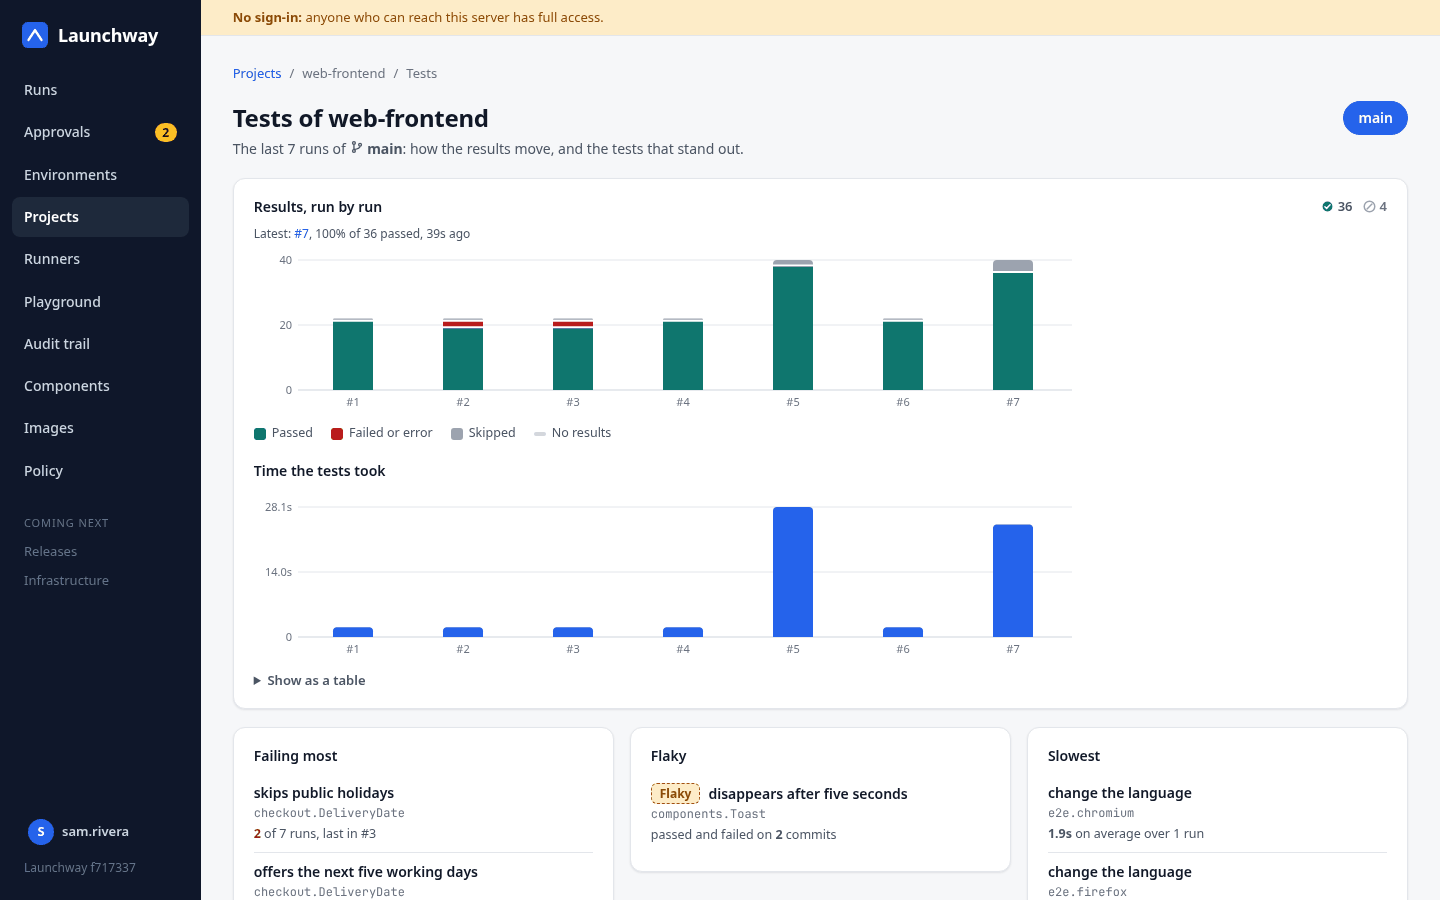 No sign-in: anyone who can reach this server has full access.
Launchway
Runs
Approvals 2
Environments
Projects
Runners
Playground
Audit trail
Components
Images
Policy
COMING NEXT
Releases
Infrastructure
S sam.rivera
Launchway f717337
Projects / web-frontend / Tests
Tests of web-frontend
main
The last 7 runs of main: how the results move, and the tests that stand out.
Results, run by run
36 4
Latest: #7, 100% of 36 passed, 39s ago
40
20
0
#1 #2 #3 #4 #5 #6 #7
Passed Failed or error Skipped No results
Time the tests took
28.1s
14.0s
0
#1 #2 #3 #4 #5 #6 #7
Show as a table
Failing most
skips public holidays
checkout.DeliveryDate
2 of 7 runs, last in #3
offers the next five working days
checkout.DeliveryDate
Flaky
Flaky disappears after five seconds
components.Toast
passed and failed on 2 commits
Slowest
change the language
e2e.chromium
1.9s on average over 1 run
change the language
e2e.firefox